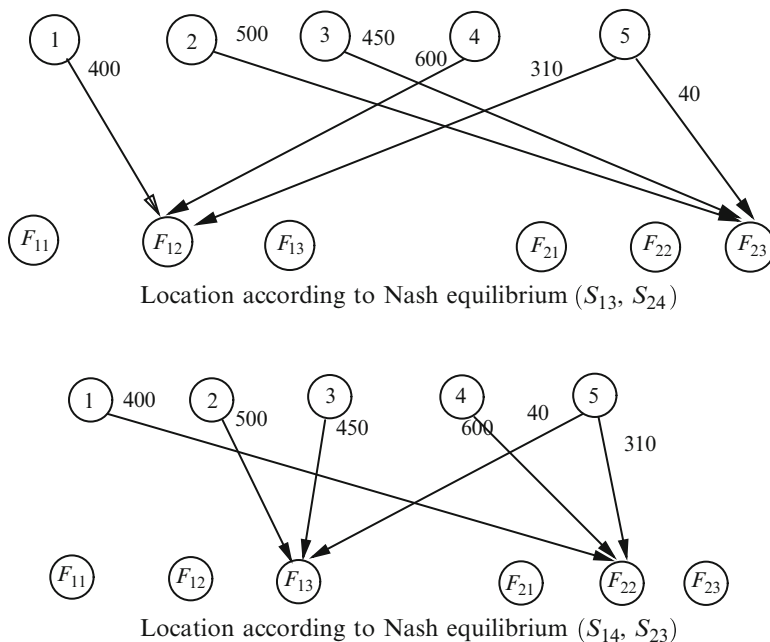 1 2 500 3 450 4 5
400 600 310 40
F11 F12 F13 F21 F22 F23
Location according to Nash equilibrium (S13, S24)
1 400 2 3 4 40 5
500 450 600 310
F11 F12 F13 F21 F22 F23
Location according to Nash equilibrium (S14, S23)